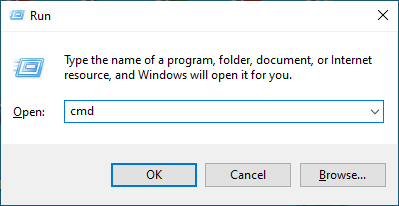 Run
Type the name of a program, folder, document, or Internet
resource, and Windows will open it for you.
Open: cmd
OK Cancel Browse...